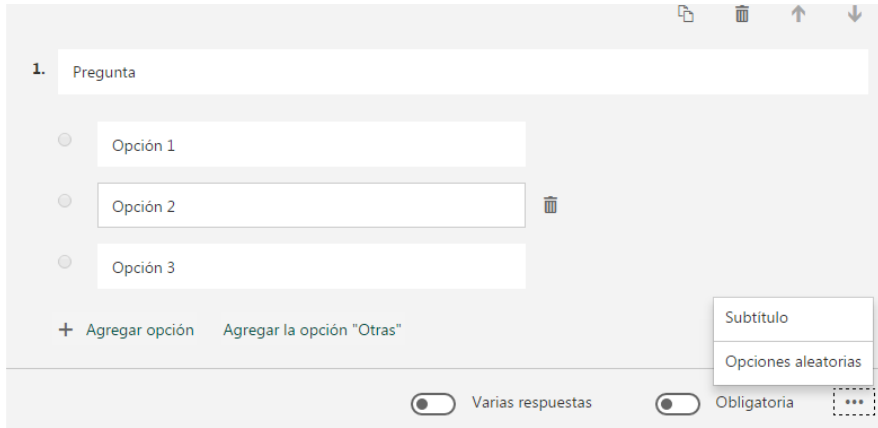 1. Pregunta
Opción 1
Opción 2
Opción 3
+ Agregar opción Agregar la opción "Otras"
Subtítulo
Opciones aleatorias
Varias respuestas Obligatoria ...